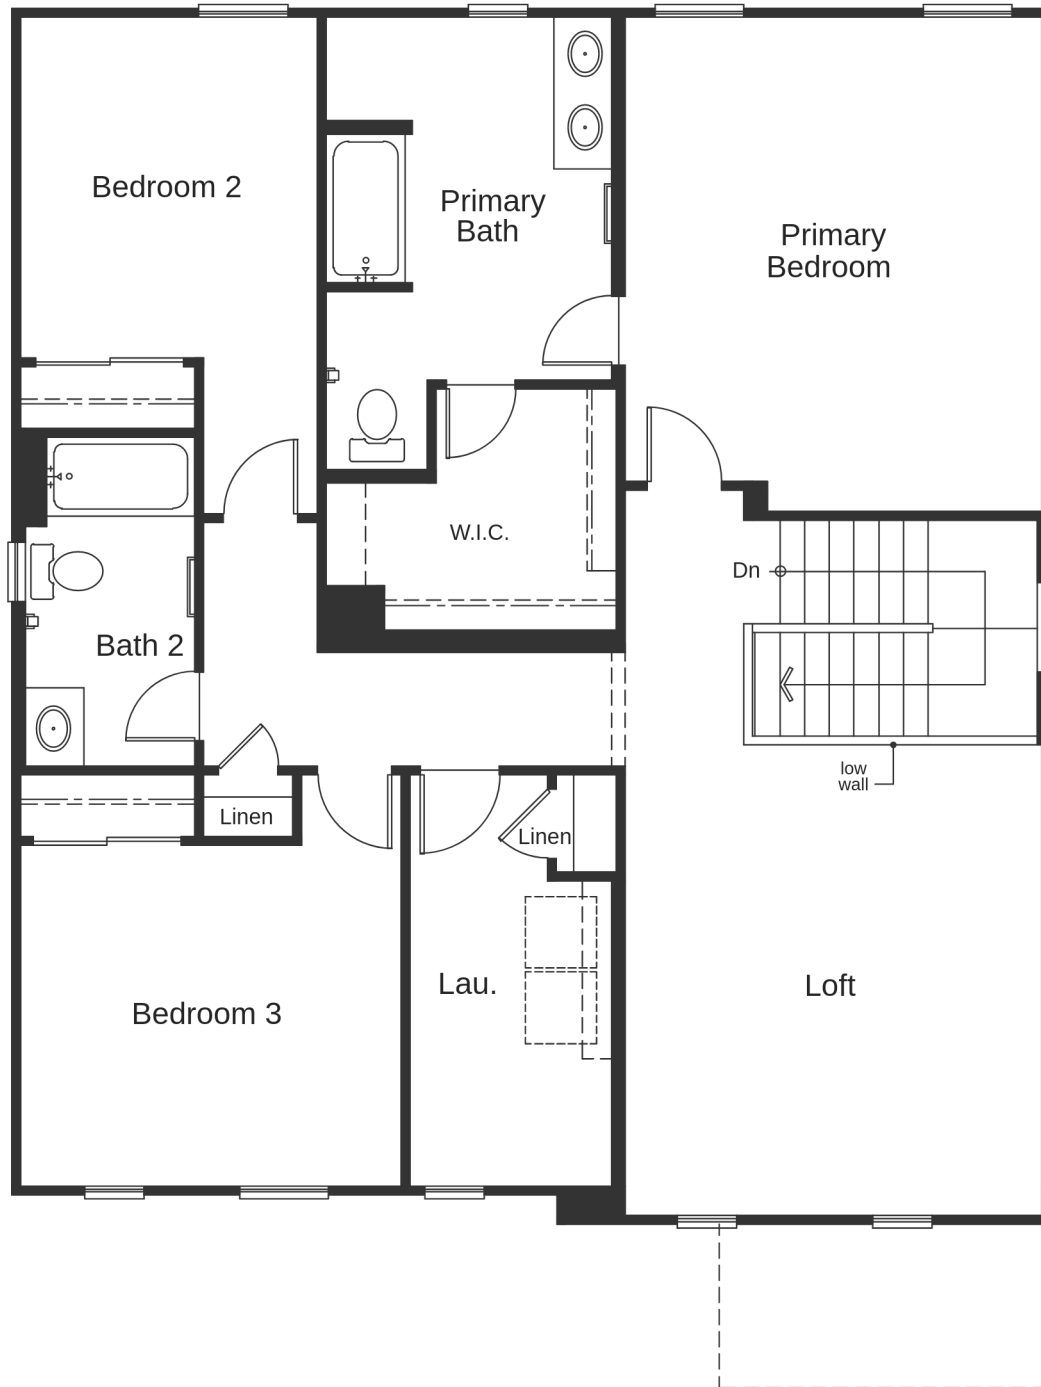 Bedroom 2
Primary
Bath
Primary
Bedroom
W.I.C.
Dn
Bath 2
low
wall
Linen
Linen
Lau.
Loft
Bedroom 3